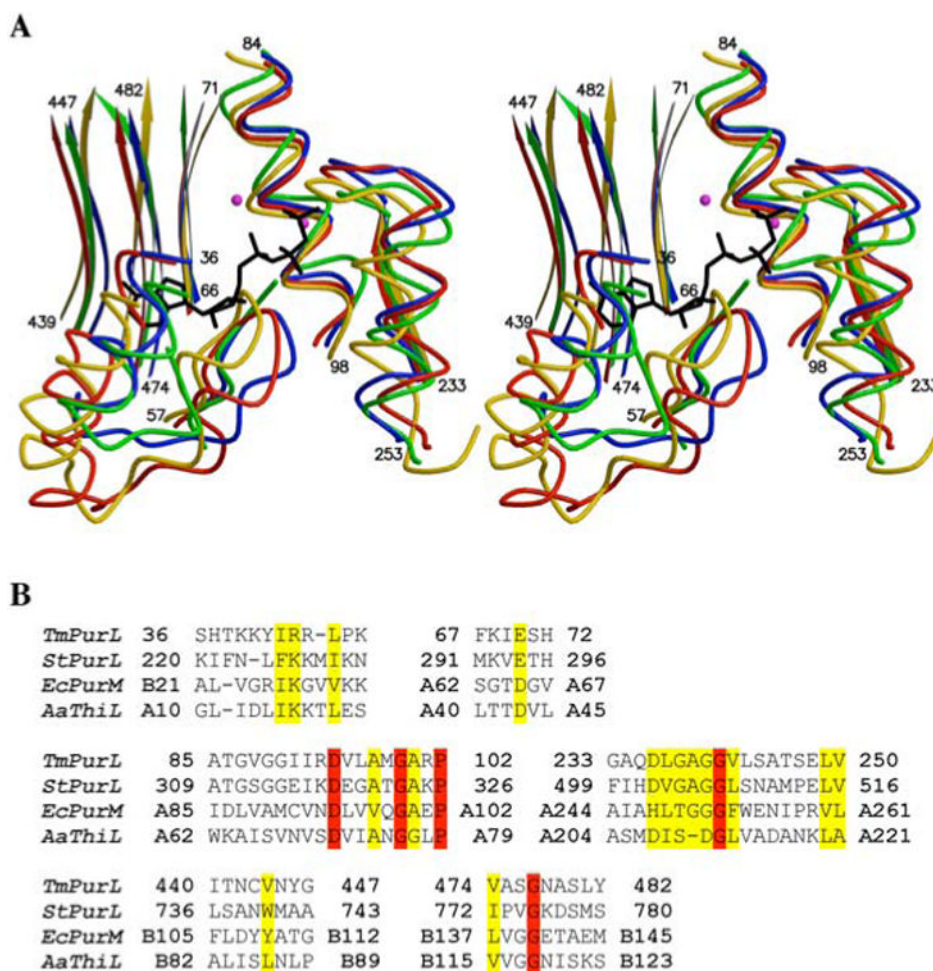 A
84 84
447 482 71 447 482 71
36 36
66 66
439 439
474 98 474 98
57 233 57 233
253 253
B
TmPurL 36 SHTKKYIRR-LPK 67 FKIESH 72
StPurL 220 KIFN-LFKKMIKN 291 MKVETH 296
EcPurM B21 AL-VGRIKGVVKK A62 SGTDGV A67
AaThiL A10 GL-IDLIKKTLES A40 LTTDVL A45
TmPurL 85 ATGVGGIIRDVLAMGARP 102 233 GAQDLGAGGVLSATSELV 250
StPurL 309 ATGSGGEIKDEGATGAKP 326 499 FIHDVGAGGLSNAMPELV 516
EcPurM A85 IDLVAMCVNDLVVQGAEP A102 A244 AIAHLTGGGFWENIPRVL A261
AaThiL A62 WKAISVNVSDVIANGGLP A79 A204 ASMDIS-DGLVADANKLA A221
TmPurL 440 ITNCVNYG 447 474 VASGNASLY 482
StPurL 736 LSANWMAA 743 772 IPVGKDSMS 780
EcPurM B105 FLDYYATG B112 B137 LVGGETAEM B145
AaThiL B82 ALISLNLP B89 B115 VVGGNISKS B123